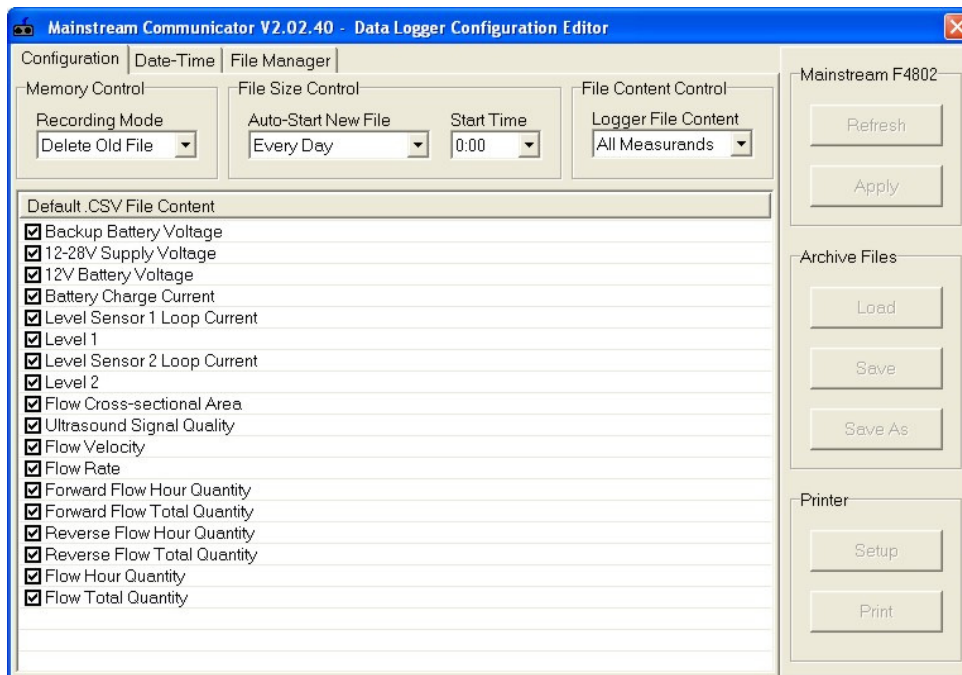 Mainstream Communicator V2.02.40 - Data Logger Configuration Editor
Configuration Date-Time File Manager
Memory Control
Recording Mode
Delete Old File
File Size Control
Auto-Start New File Start Time
Every Day 0:00
File Content Control
Logger File Content
All Measurands
Default .CSV File Content
Backup Battery Voltage
12-28V Supply Voltage
12V Battery Voltage
Battery Charge Current
Level Sensor 1 Loop Current
Level 1
Level Sensor 2 Loop Current
Level 2
Flow Cross-sectional Area
Ultrasound Signal Quality
Flow Velocity
Flow Rate
Forward Flow Hour Quantity
Forward Flow Total Quantity
Reverse Flow Hour Quantity
Reverse Flow Total Quantity
Flow Hour Quantity
Flow Total Quantity
Mainstream F4802
Refresh
Apply
Archive Files
Load
Save
Save As
Printer
Setup
Print